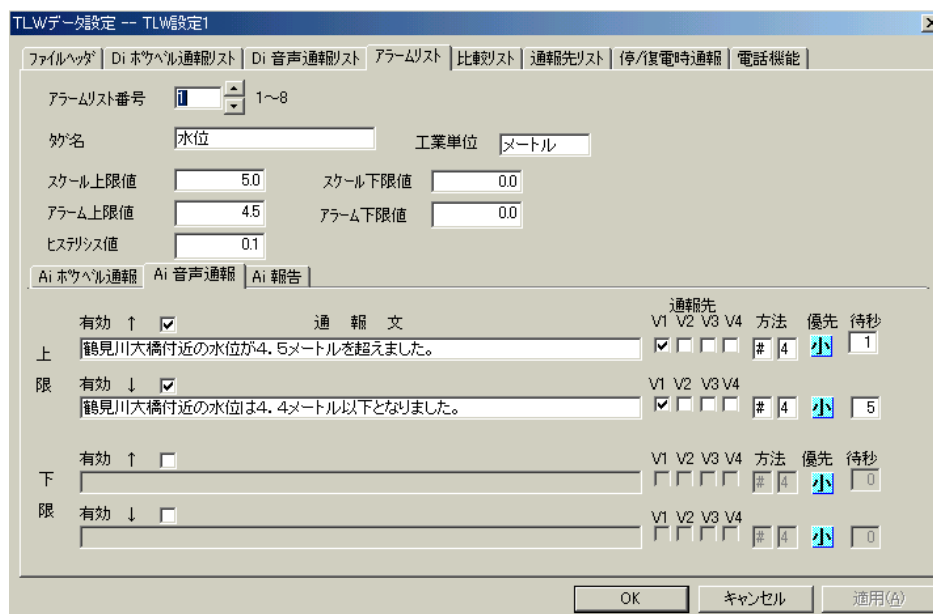 TLWデータ設定 -- TLW設定1
ファイルヘッダ Di ポケベル通報リスト Di 音声通報リスト アラームリスト 比較リスト 通報先リスト 停/復電時通報 電話機能
アラームリスト番号 1 1～8
タグ名 水位 工業単位 メートル
スケール上限値 5.0 スケール下限値 0.0
アラーム上限値 4.5 アラーム下限値 0.0
ヒステリシス値 0.1
Ai ポケベル通報 Ai 音声通報 Ai 報告
通報先
有効 ↑ 通 報 文 V1 V2 V3 V4 方法 優先 待秒
上 鶴見川大橋付近の水位が4.5メートルを超えました。 # 4 小 1
限 有効 ↓ V1 V2 V3 V4
鶴見川大橋付近の水位は4.4メートル以下となりました。 # 4 小 5
有効 ↑ V1 V2 V3 V4 方法 優先 待秒
下 # 4 小 0
限 有効 ↓ V1 V2 V3 V4
# 4 小 0
OK キャンセル 適用(A)